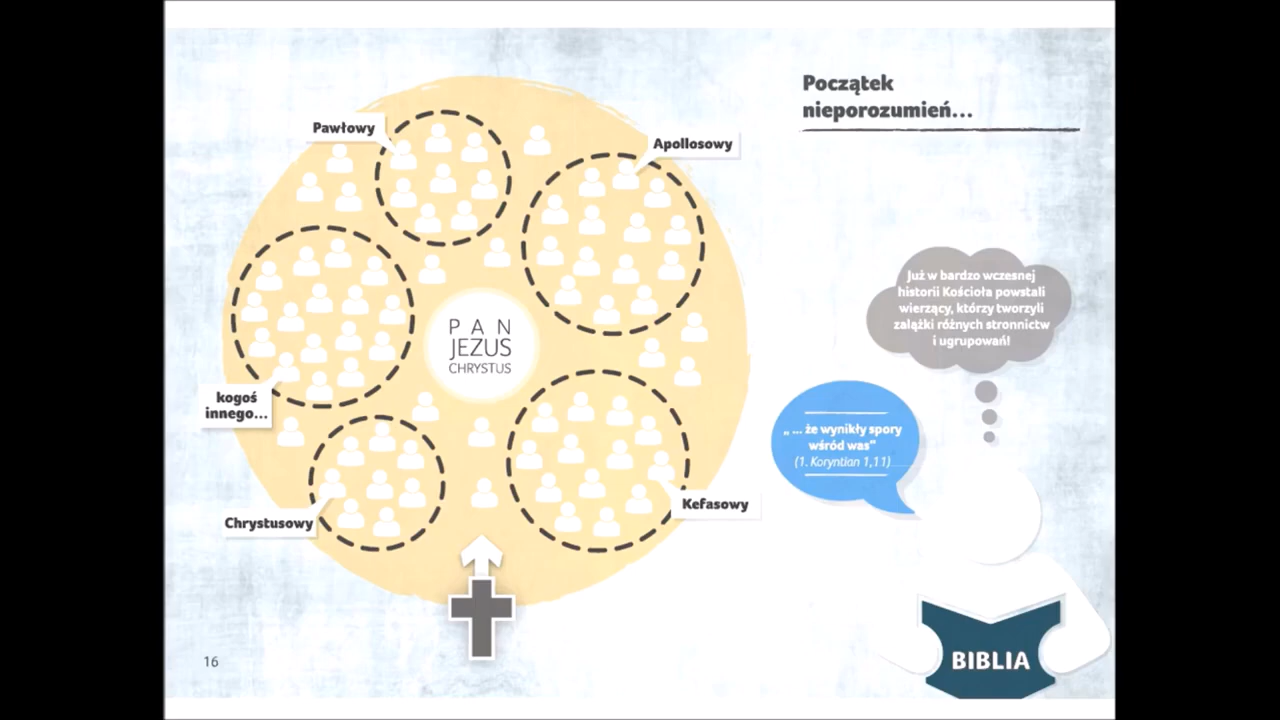 Początek
nieporozumień...
Pawłowy
Apollosowy
PAN
JEZUS
CHRYSTUS
kogoś
innego...
Chrystusowy
Kefasowy
Już w bardzo wczesnej
historii Kościoła powstali
wierzący, którzy tworzyli
zalążki różnych stronnictw
i ugrupowań!
„ ... że wynikły spory
wśród was”
(1. Koryntian 1,11)
BIBLIA
16